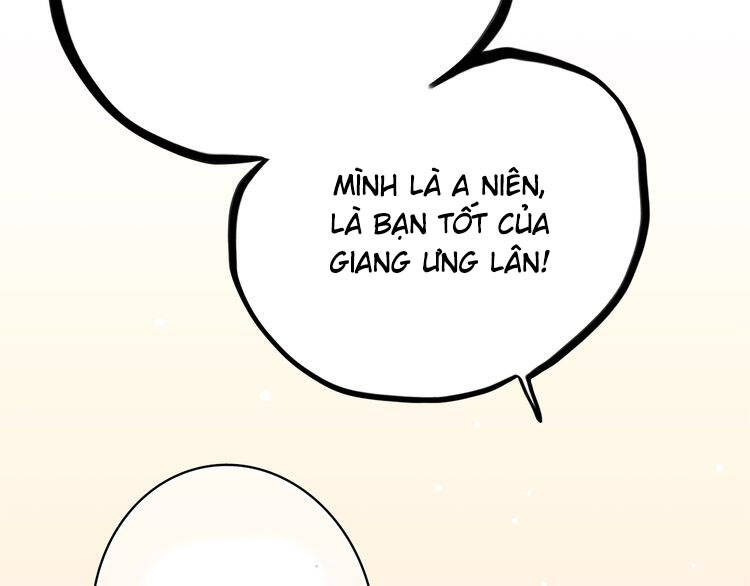 MÌNH LÀ A NIÊN,
LÀ BẠN TỐT CỦA
GIANG ƯNG LÂN!